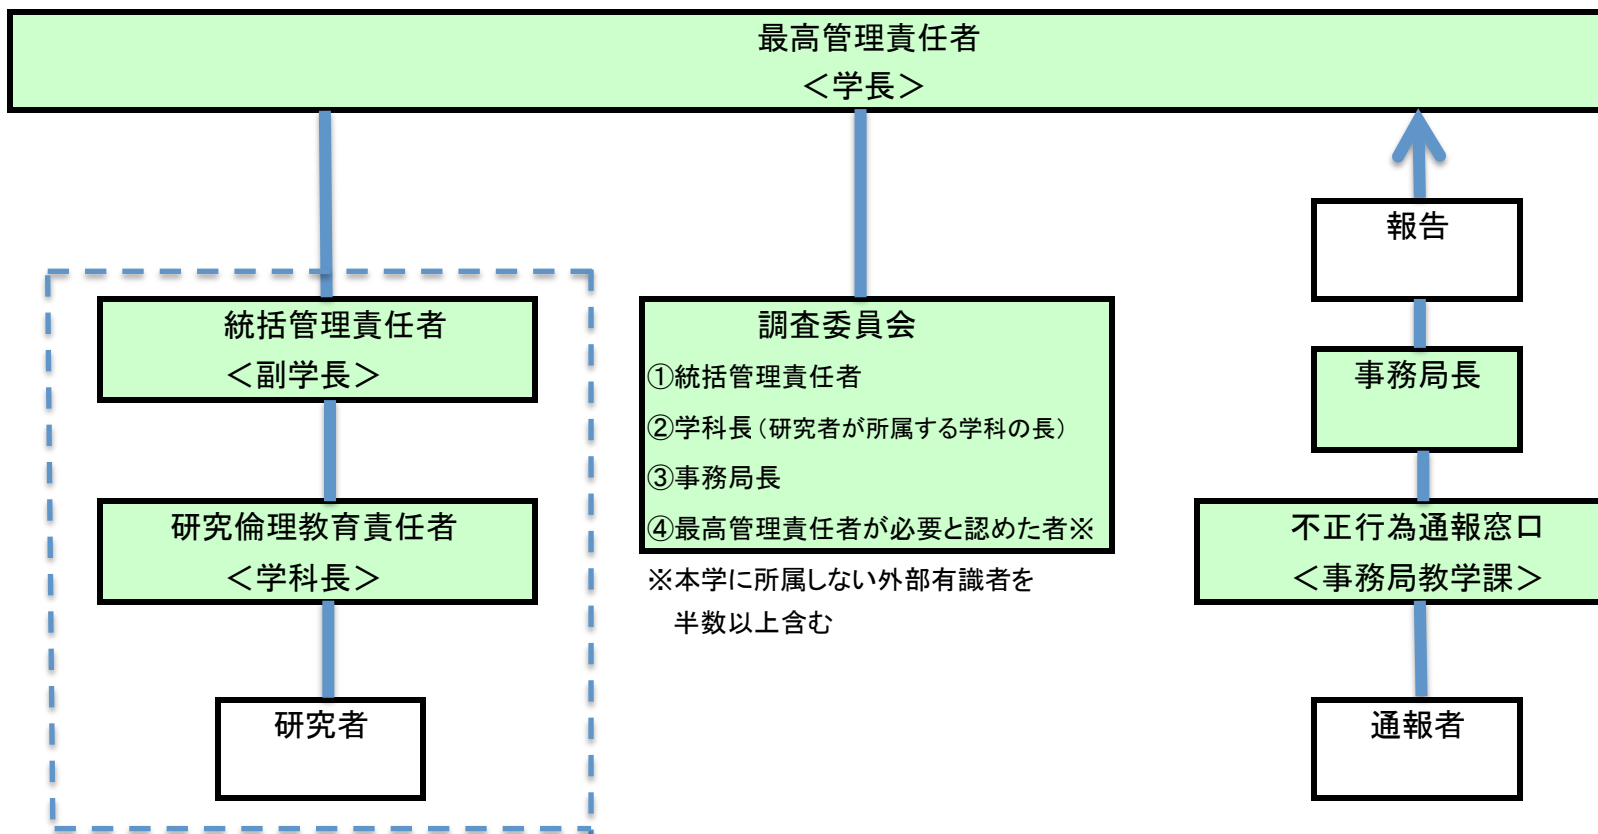 最高管理責任者
＜学長＞
統括管理責任者
＜副学長＞
研究倫理教育責任者
＜学科長＞
研究者
調査委員会
①統括管理責任者
②学科長（研究者が所属する学科の長）
③事務局長
④最高管理責任者が必要と認めた者※
※本学に所属しない外部有識者を
半数以上含む
報告
事務局長
不正行為通報窓口
＜事務局教学課＞
通報者